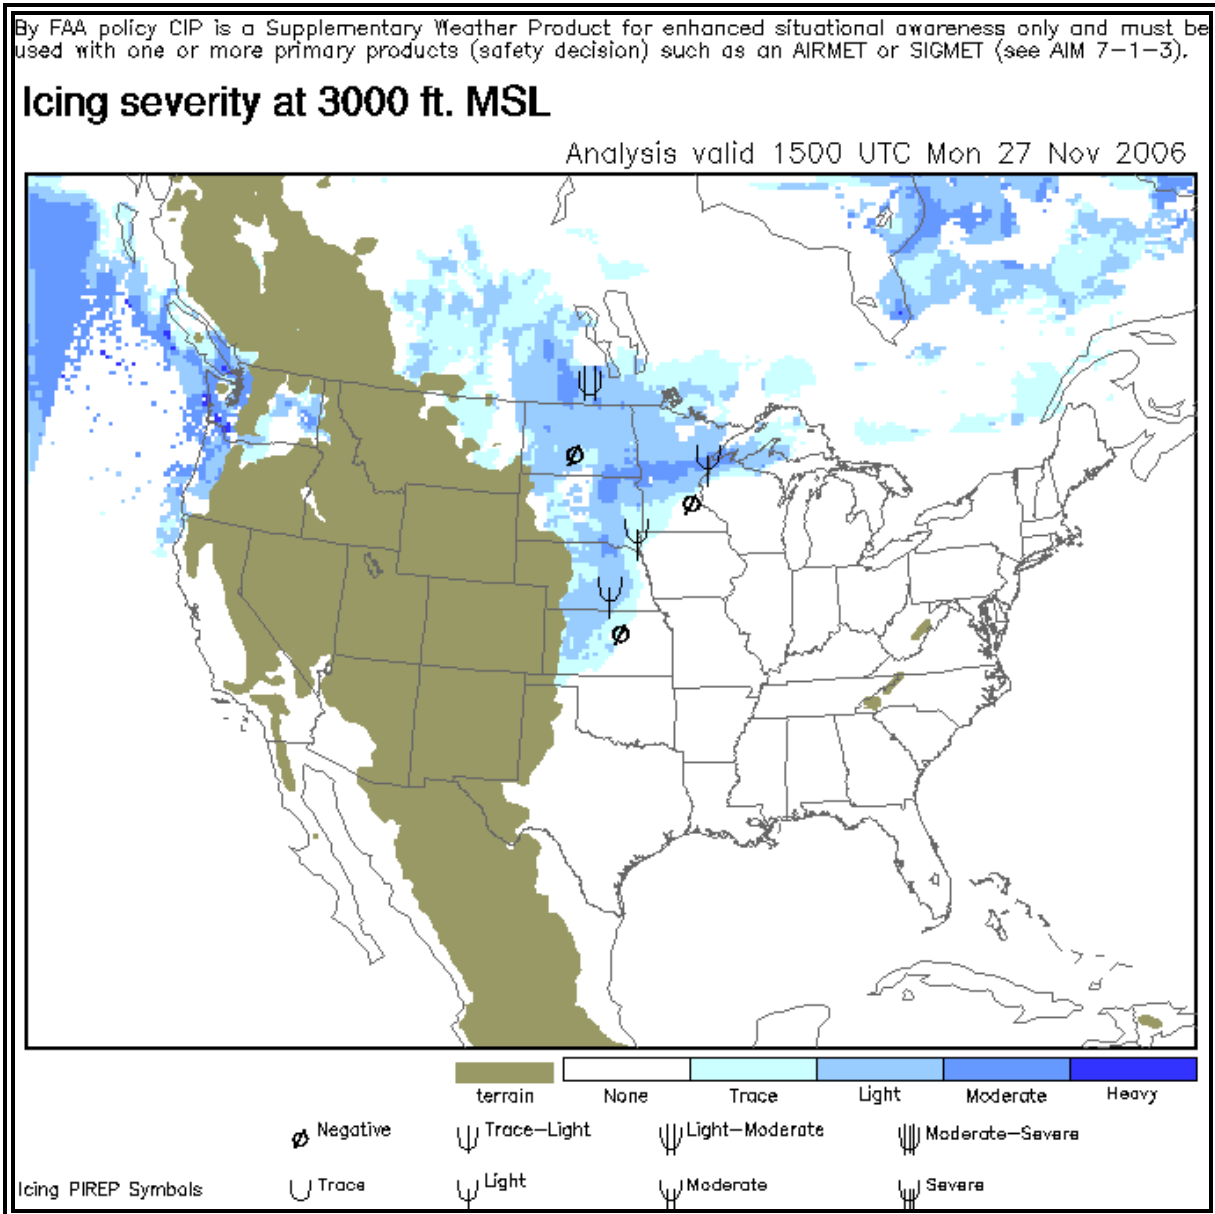 By FAA policy CIP is a Supplementary Weather Product for enhanced situational awareness only and must be
used with one or more primary products (safety decision) such as an AIRMET or SIGMET (see AIM 7-1-3).
Icing severity at 3000 ft. MSL
Analysis valid 1500 UTC Mon 27 Nov 2006
terrain None Trace Light Moderate Heavy
Negative Trace-Light Light-Moderate Moderate-Severe
Icing PIREP Symbols Trace Light Moderate Severe